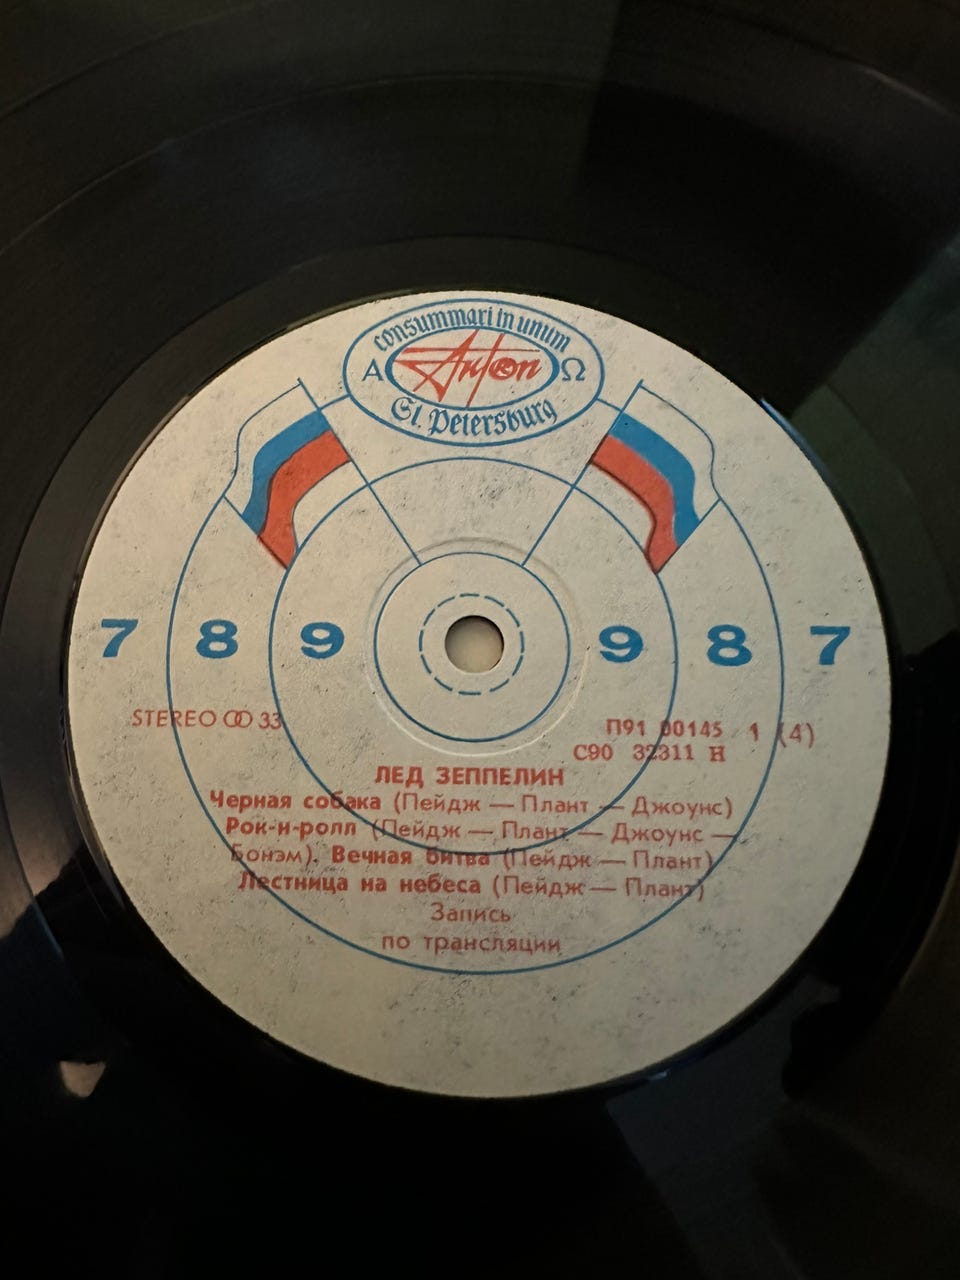 consummari in unum
Α Антон Ω
St. Petersburg
7 8 9 9 8 7
STEREO 33
П91 00145 1 (4)
С90 32311 Н
ЛЕД ЗЕППЕЛИН
Черная собака (Пейдж — Плант — Джоунс)
Рок-н-ролл (Пейдж — Плант — Джоунс —
Бонэм). Вечная битва (Пейдж — Плант)
Лестница на небеса (Пейдж — Плант)
Запись
по трансляции